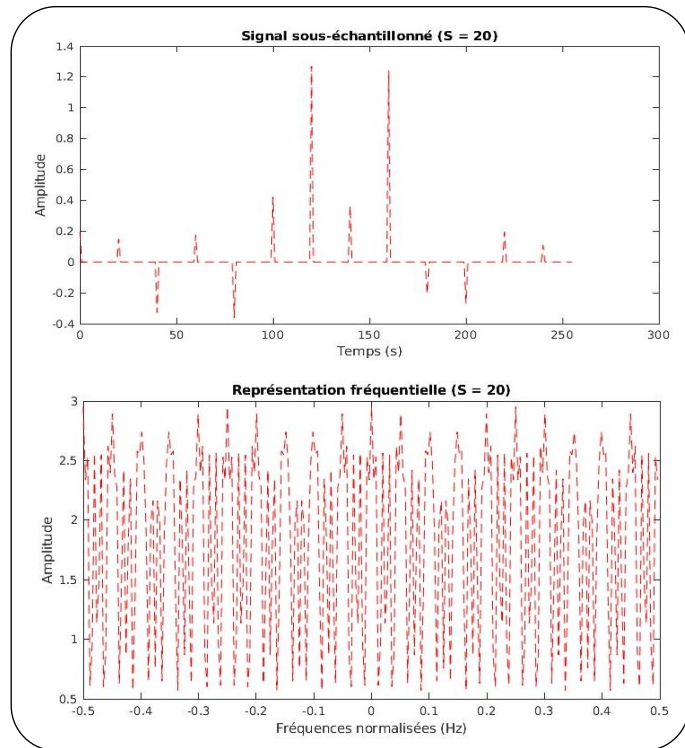 Signal sous-échantillonné (S = 20)
1.4
1.2
1
0.8
0.6
0.4
0.2
0
-0.2
-0.4
Amplitude
0 50 100 150 200 250 300
Temps (s)
Représentation fréquentielle (S = 20)
3
2.5
2
1.5
1
0.5
Amplitude
-0.5 -0.4 -0.3 -0.2 -0.1 0 0.1 0.2 0.3 0.4 0.5
Fréquences normalisées (Hz)